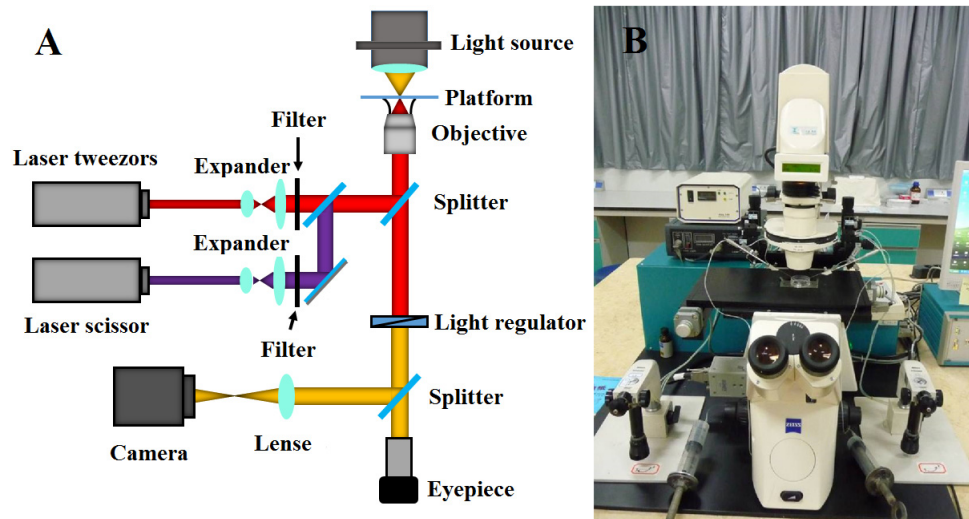 A
Light source
Platform
Objective
Filter
Laser tweezors
Expander
Splitter
Expander
Laser scissor
Filter
Light regulator
Splitter
Camera
Lense
Eyepiece
B
ZEISS